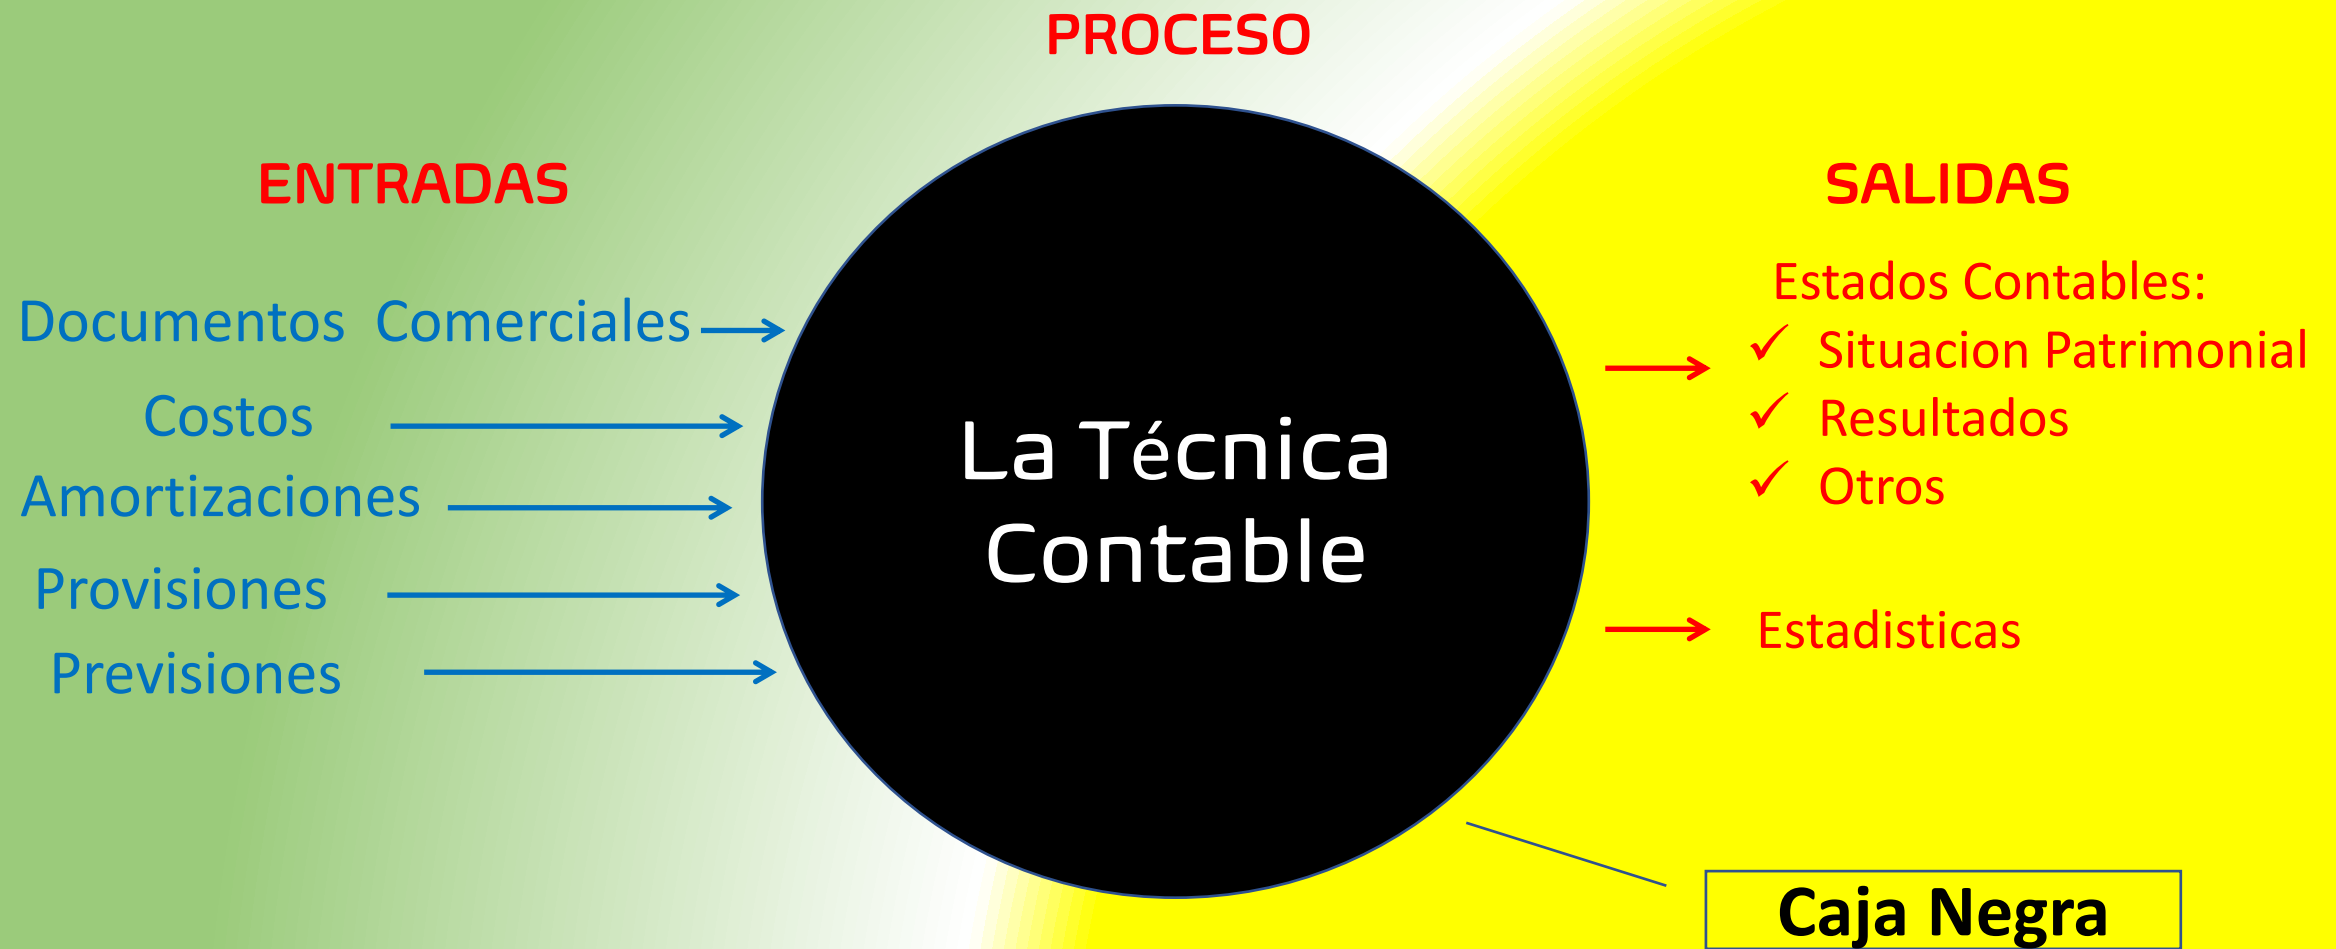 PROCESO
ENTRADAS
Documentos Comerciales
Costos
Amortizaciones
Provisiones
Previsiones
La Técnica
Contable
SALIDAS
Estados Contables:
✓ Situacion Patrimonial
✓ Resultados
✓ Otros
Estadisticas
Caja Negra